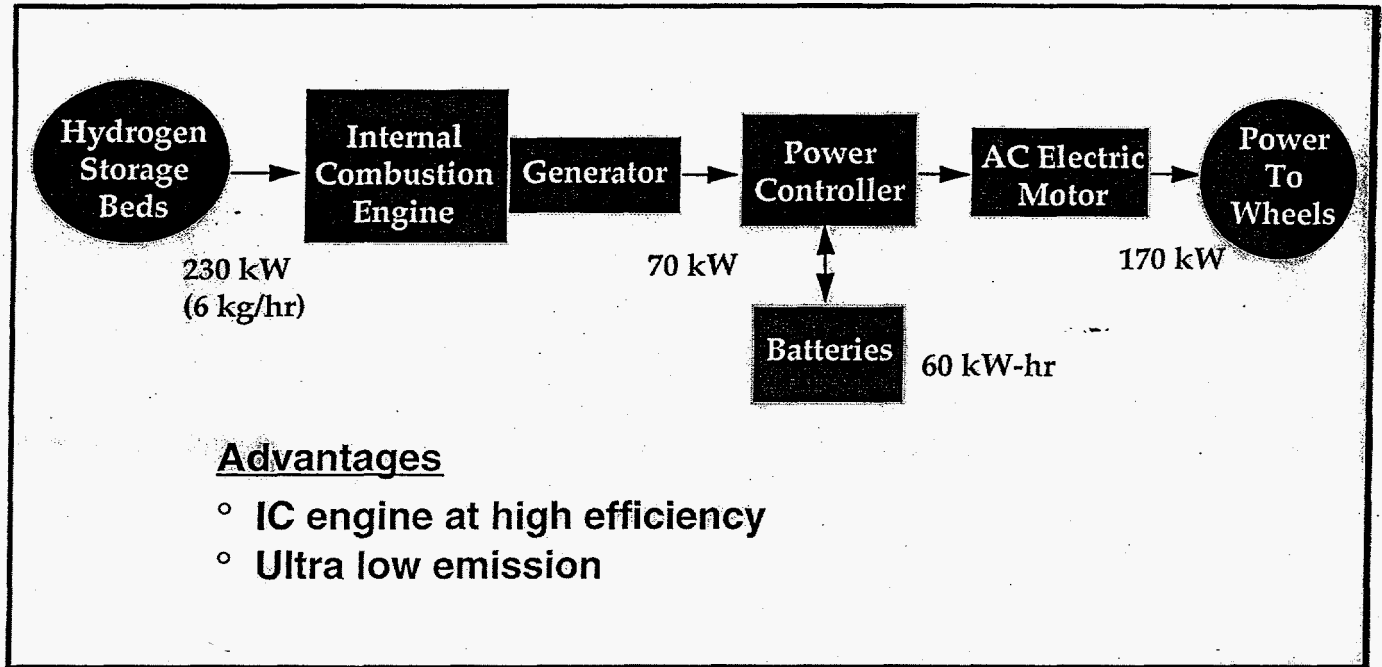 Hydrogen
Storage
Beds
Internal
Combustion
Engine
Generator
Power
Controller
AC Electric
Motor
Power
To
Wheels
230 kW
(6 kg/hr)
70 kW
170 kW
Batteries
60 kW-hr
Advantages
° IC engine at high efficiency
° Ultra low emission